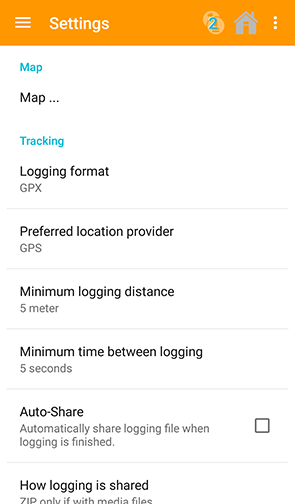 Settings
2
Map
Map ...
Tracking
Logging format
GPX
Preferred location provider
GPS
Minimum logging distance
5 meter
Minimum time between logging
5 seconds
Auto-Share
Automatically share logging file when
logging is finished.
How logging is shared
ZIP only if with media files